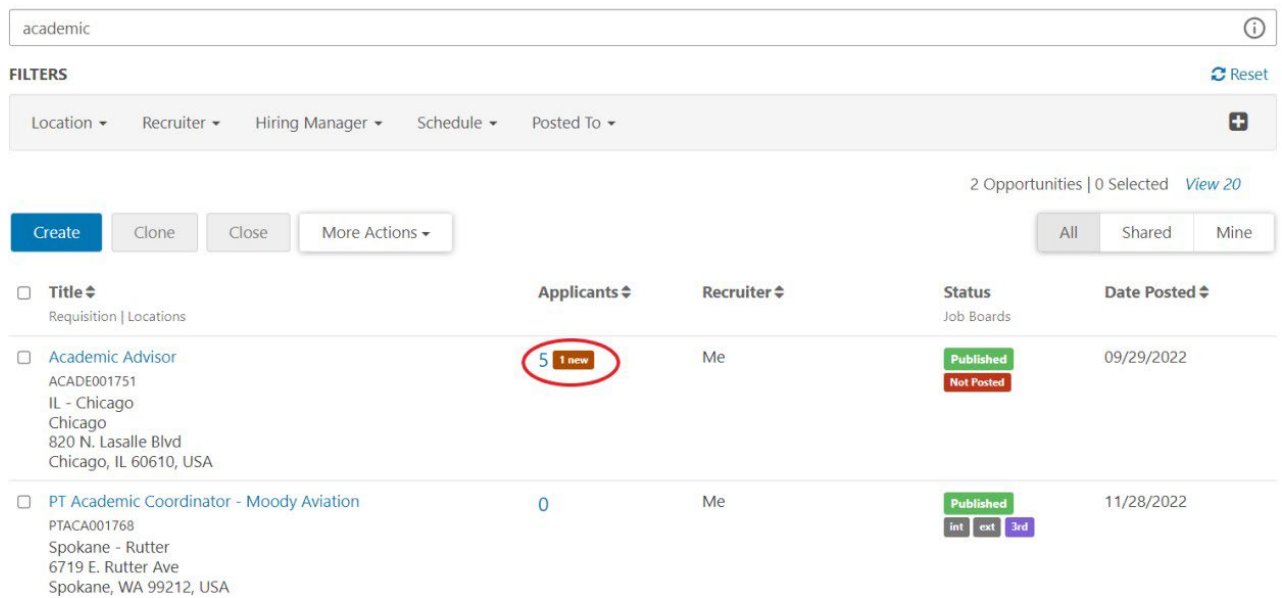 academic
FILTERS Reset
Location Recruiter Hiring Manager Schedule Posted To
2 Opportunities | 0 Selected View 20
Create Clone Close More Actions All Shared Mine
Title Applicants Recruiter Status Date Posted
Requisition | Locations Job Boards
Academic Advisor 5 1 new Me Published 09/29/2022
ACADE001751 Not Posted
IL - Chicago
Chicago
820 N. Lasalle Blvd
Chicago, IL 60610, USA
PT Academic Coordinator - Moody Aviation 0 Me Published 11/28/2022
PTACA001768 int ext 3rd
Spokane - Rutter
6719 E. Rutter Ave
Spokane, WA 99212, USA